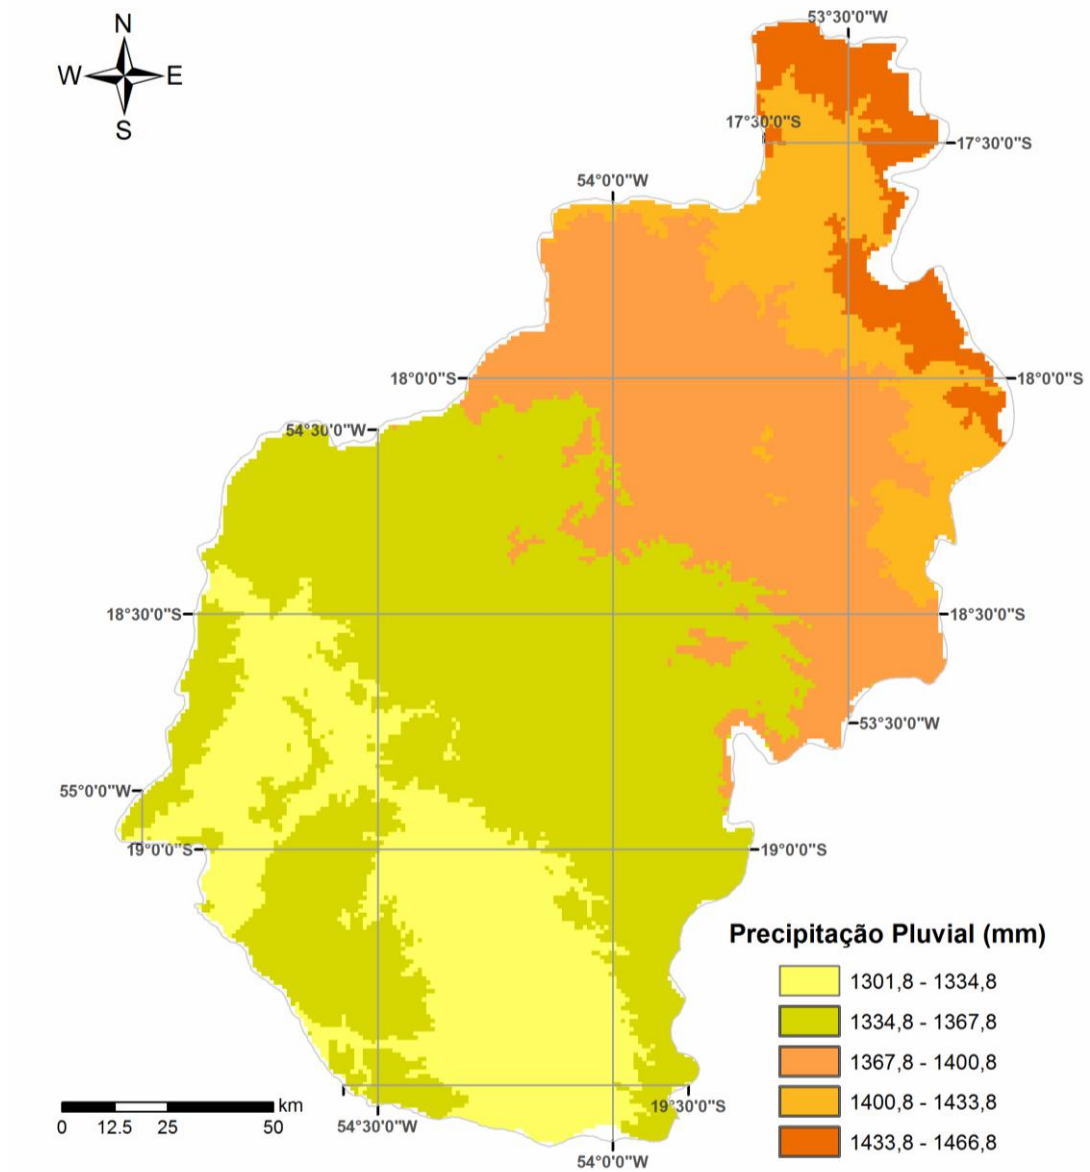 N
W E
S
53°30'0"W
17°30'0"S
17°30'0"S
54°0'0"W
18°0'0"S
18°0'0"S
54°30'0"W
18°30'0"S
18°30'0"S
53°30'0"W
55°0'0"W
19°0'0"S
19°0'0"S
Precipitação Pluvial (mm)
1301,8 - 1334,8
1334,8 - 1367,8
1367,8 - 1400,8
1400,8 - 1433,8
1433,8 - 1466,8
km
0 12.5 25 50
19°30'0"S
54°30'0"W
54°0'0"W